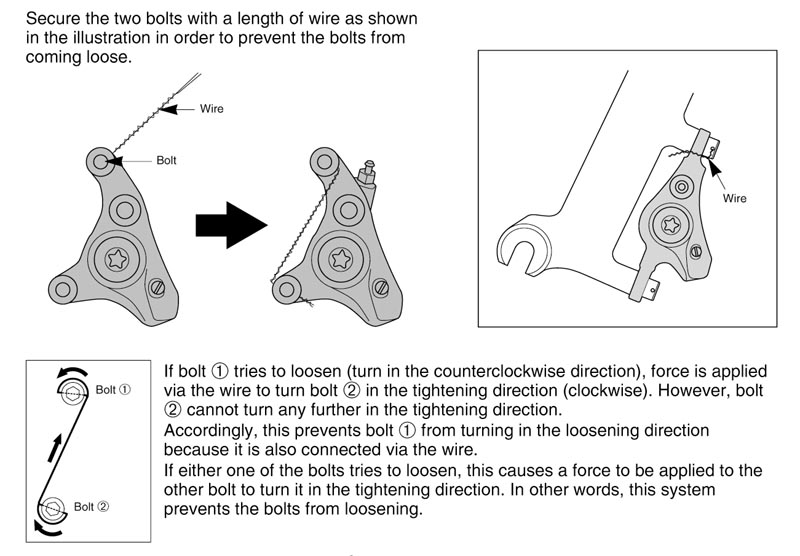 Secure the two bolts with a length of wire as shown
in the illustration in order to prevent the bolts from
coming loose.
Wire
Bolt
Wire
Bolt ①
Bolt ②
If bolt ① tries to loosen (turn in the counterclockwise direction), force is applied
via the wire to turn bolt ② in the tightening direction (clockwise). However, bolt
② cannot turn any further in the tightening direction.
Accordingly, this prevents bolt ① from turning in the loosening direction
because it is also connected via the wire.
If either one of the bolts tries to loosen, this causes a force to be applied to the
other bolt to turn it in the tightening direction. In other words, this system
prevents the bolts from loosening.